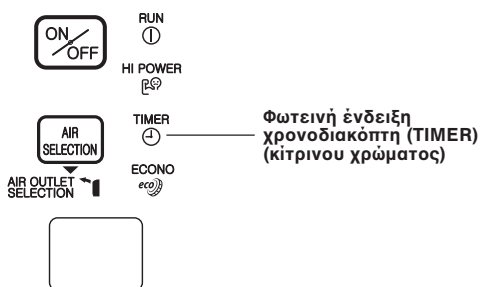 ON/OFF
RUN
HI POWER
AIR
SELECTION
TIMER
Φωτεινή ένδειξη
χρονοδιακόπτη (TIMER)
(κίτρινου χρώματος)
AIR OUTLET
SELECTION
ECONO
eco